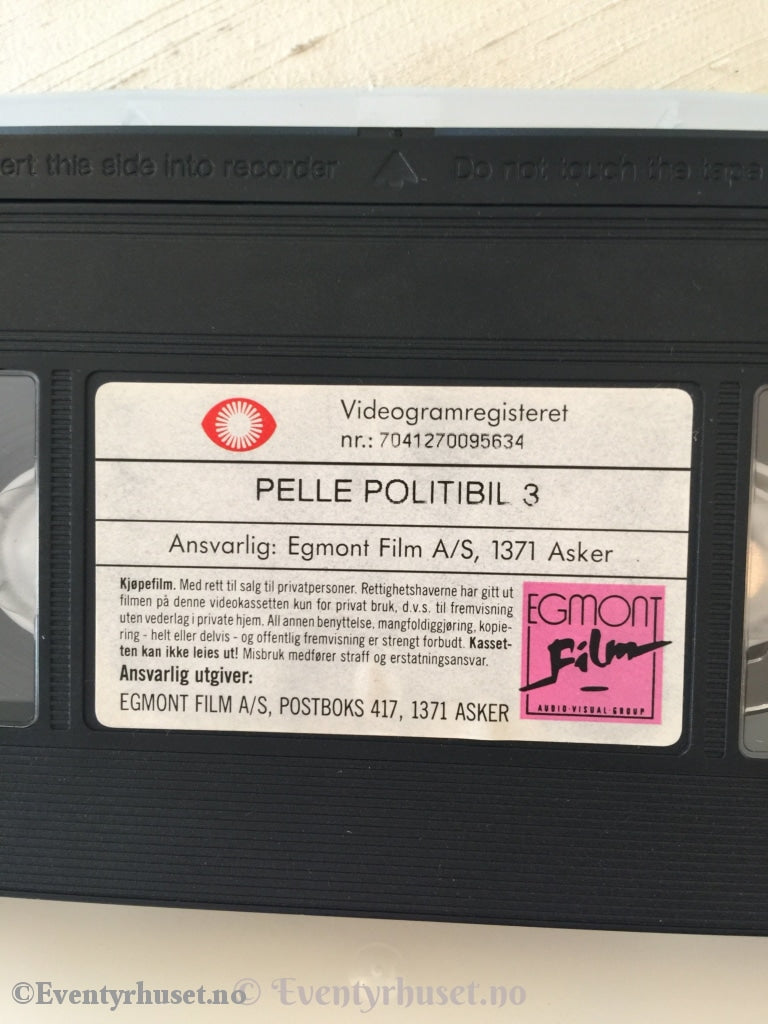 ert this side into recorder Do not touch the tape
Videogramregisteret
nr.: 7041270095634
PELLE POLITIBIL 3
Ansvarlig: Egmont Film A/S, 1371 Asker
Kjøpefilm. Med rett til salg til privatpersoner. Rettighetshaverne har gitt ut
filmen på denne videokassetten kun for privat bruk, d.v.s. til fremvisning
uten vederlag i private hjem. All annen benyttelse, mangfoldiggjøring, kopie-
ring - helt eller delvis - og offentlig fremvisning er strengt forbudt. Kasset-
ten kan ikke leies ut! Misbruk medfører straff og erstatningsansvar.
Ansvarlig utgiver:
EGMONT FILM A/S, POSTBOKS 417, 1371 ASKER
EGMONT
Film
AUDIO·VISUAL·GROUP
©Eventyrhuset.no © Eventyrhuset.no